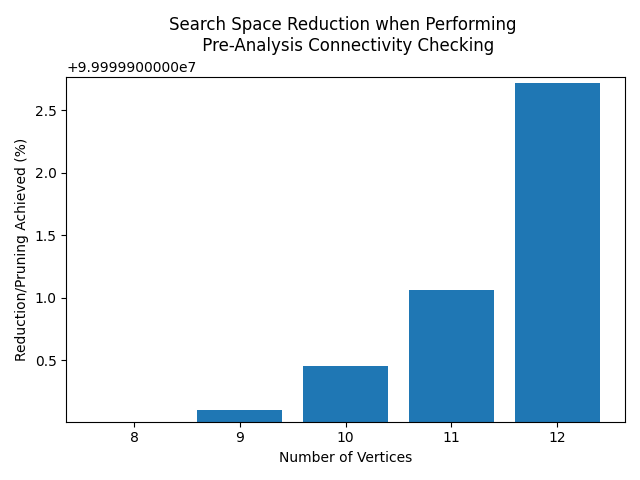 Search Space Reduction when Performing
Pre-Analysis Connectivity Checking
+9.9999900000e7
2.5
2.0
1.5
1.0
0.5
Reduction/Pruning Achieved (%)
8 9 10 11 12
Number of Vertices